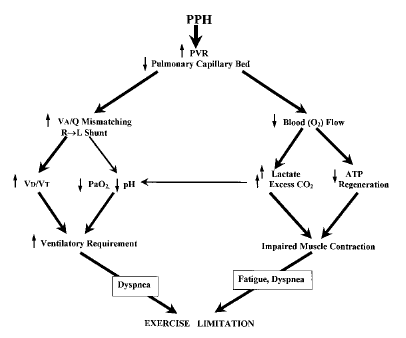 PPH
↑ PVR
↓ Pulmonary Capillary Bed
↑ VA/Q Mismatching
R→L Shunt
↓ Blood (O2) Flow
↑ VD/VT
↓ PaO2, ↓ pH
↑ Lactate
↑ Excess CO2
↓ ATP
Regeneration
↑ Ventilatory Requirement
Impaired Muscle Contraction
Dyspnea
Fatigue, Dyspnea
EXERCISE LIMITATION